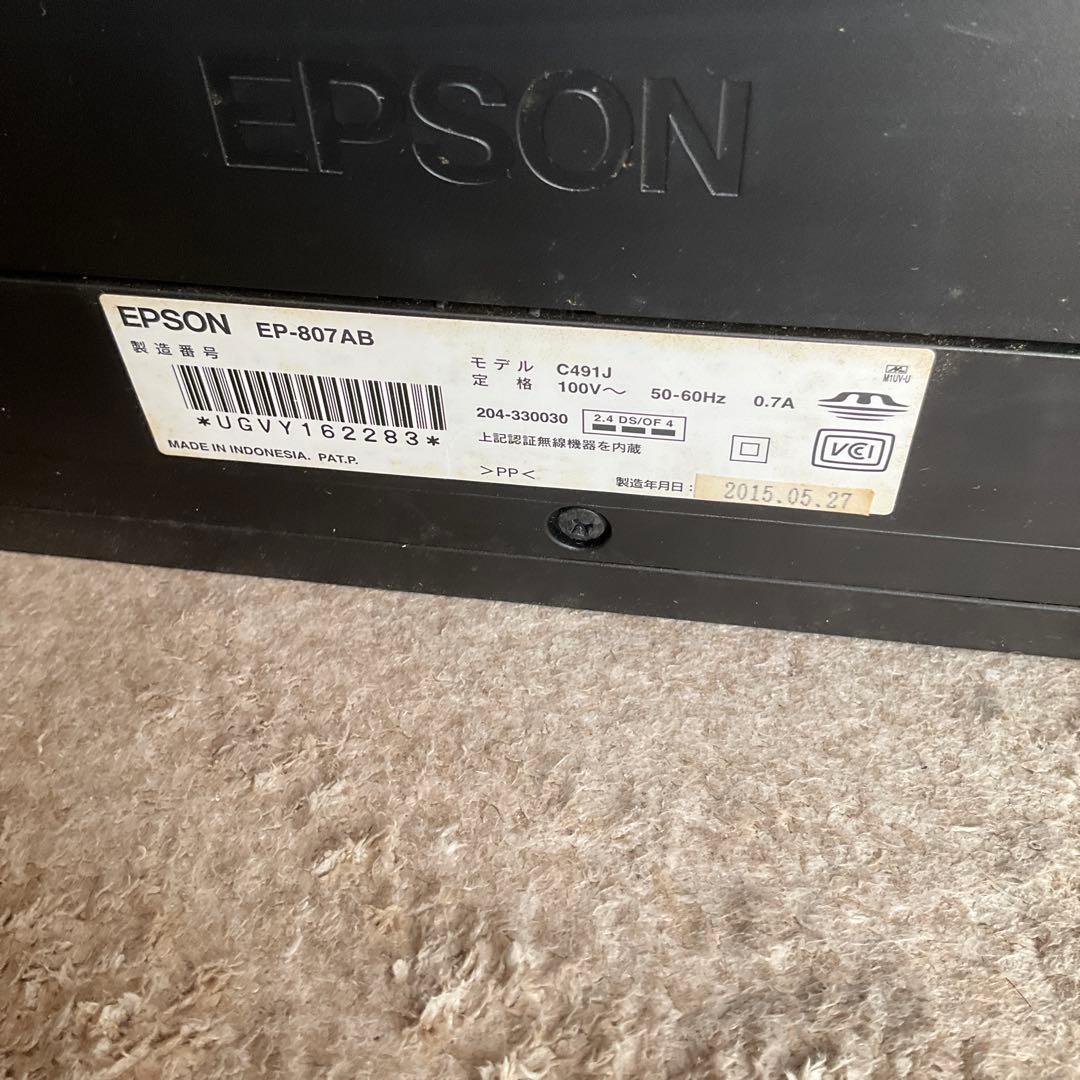 EPSON
EPSON EP-807AB
製造番号
*UGVY162283*
MADE IN INDONESIA. PAT.P.
モデル C491J
定格 100V～ 50-60Hz 0.7A
204-330030 2.4 DS/OF 4
上記認証無線機器を内蔵
>PP<
製造年月日: 2015.05.27
M1UV-U
VCI